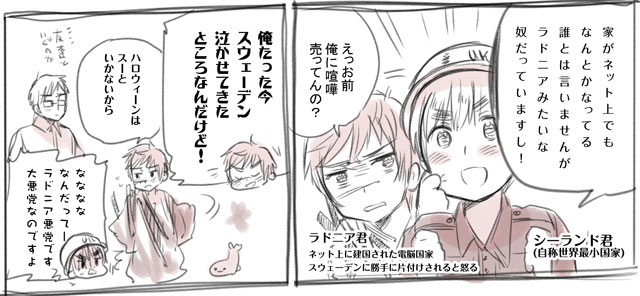 家がネット上でも
なんとかなってる
誰とは言いませんが
ラドニアみたいな
奴だっていますし!
えっお前
俺に喧嘩
売ってんの?
シーランド君
(自称世界最小国家)
ラドニア君
ネット上に建国された電脳国家
スウェーデンに勝手に片付けされると怒る
俺たった今
スウェーデン
泣かせてきた
ところなんだけど!
ハロウィーンは
スーと
いかないから
ななななな
なんだってー
ラドニア悪党です
大悪党なのですよ